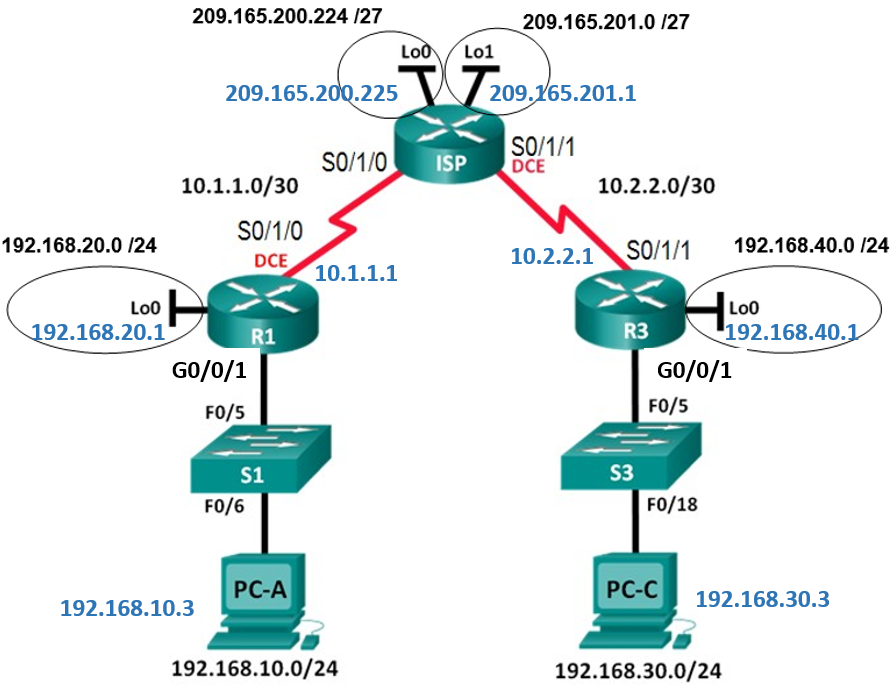 209.165.200.224 /27
209.165.201.0 /27
Lo0
Lo1
209.165.200.225
209.165.201.1
ISP
S0/1/0
S0/1/1
DCE
10.1.1.0/30
10.2.2.0/30
S0/1/0
DCE
10.1.1.1
10.2.2.1
S0/1/1
192.168.20.0 /24
192.168.40.0 /24
Lo0
192.168.20.1
R1
R3
Lo0
192.168.40.1
G0/0/1
G0/0/1
F0/5
F0/5
S1
S3
F0/6
F0/18
PC-A
PC-C
192.168.10.3
192.168.30.3
192.168.10.0/24
192.168.30.0/24